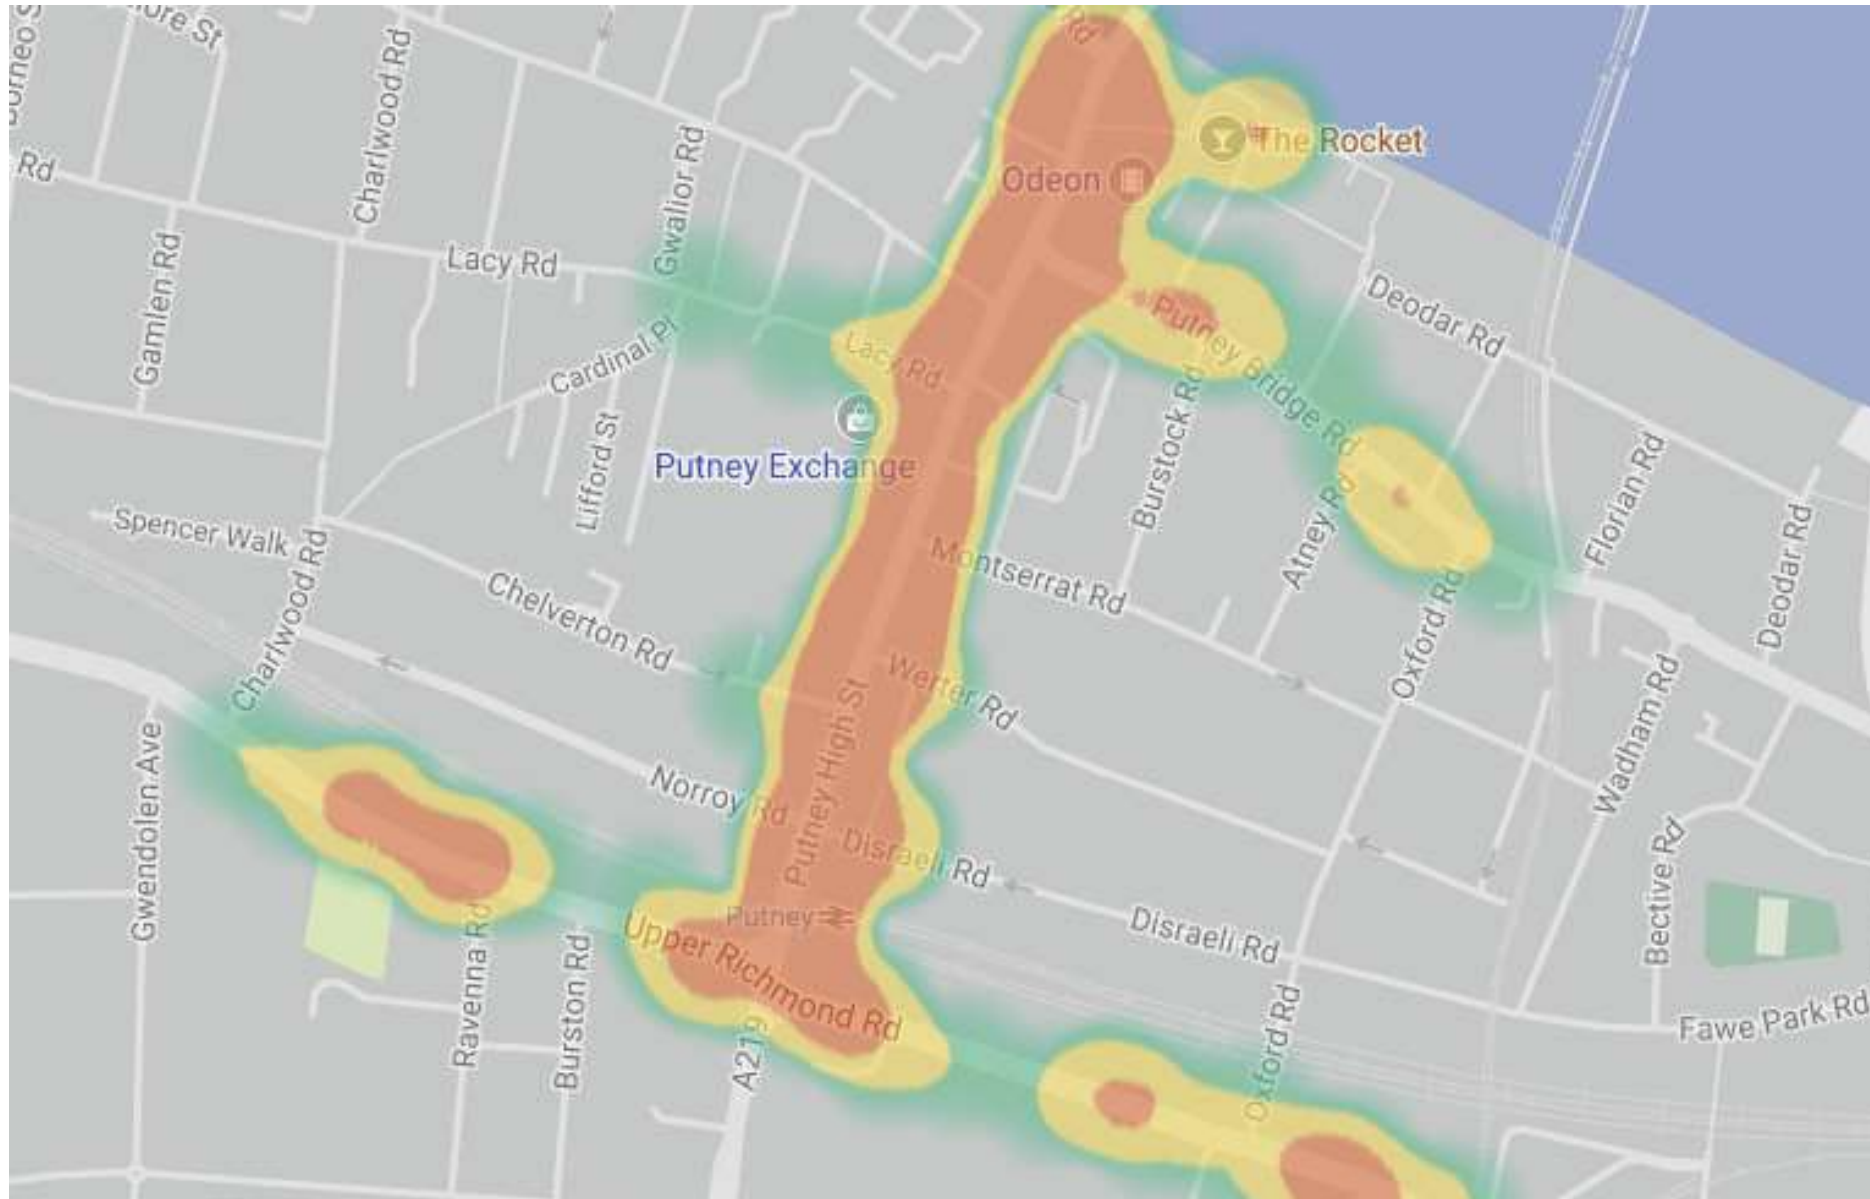 Rd
Charlwood Rd
The Rocket
Odeon
Gwalior Rd
Rd
Lacy Rd
Gamlen Rd
Deodar Rd
Putney Bridge Rd
Cardinal Pl
Lacy Rd
Burstock Rd
Putney Exchange
Lifford St
Florian Rd
Atney Rd
Spencer Walk
Charlwood Rd
Montserrat Rd
Deodar Rd
Chelverton Rd
Oxford Rd
Werter Rd
Wadham Rd
Gwendolen Ave
Putney High St
Norroy Rd
Disraeli Rd
Bective Rd
Putney
Disraeli Rd
Upper Richmond Rd
Ravenna Rd
Burston Rd
Fawe Park Rd
A219
Oxford Rd